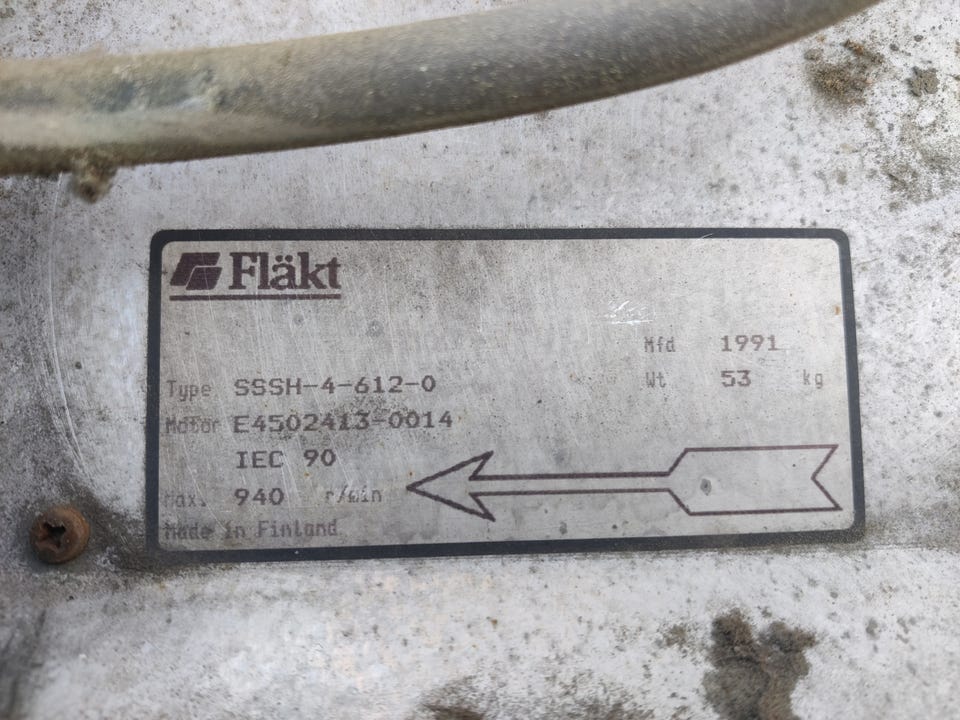 Fläkt
Mfd 1991
Type SSSH-4-612-0
Wt 53 kg
Motor E4502413-0014
IEC 90
Max. 940 r/min
Made in Finland